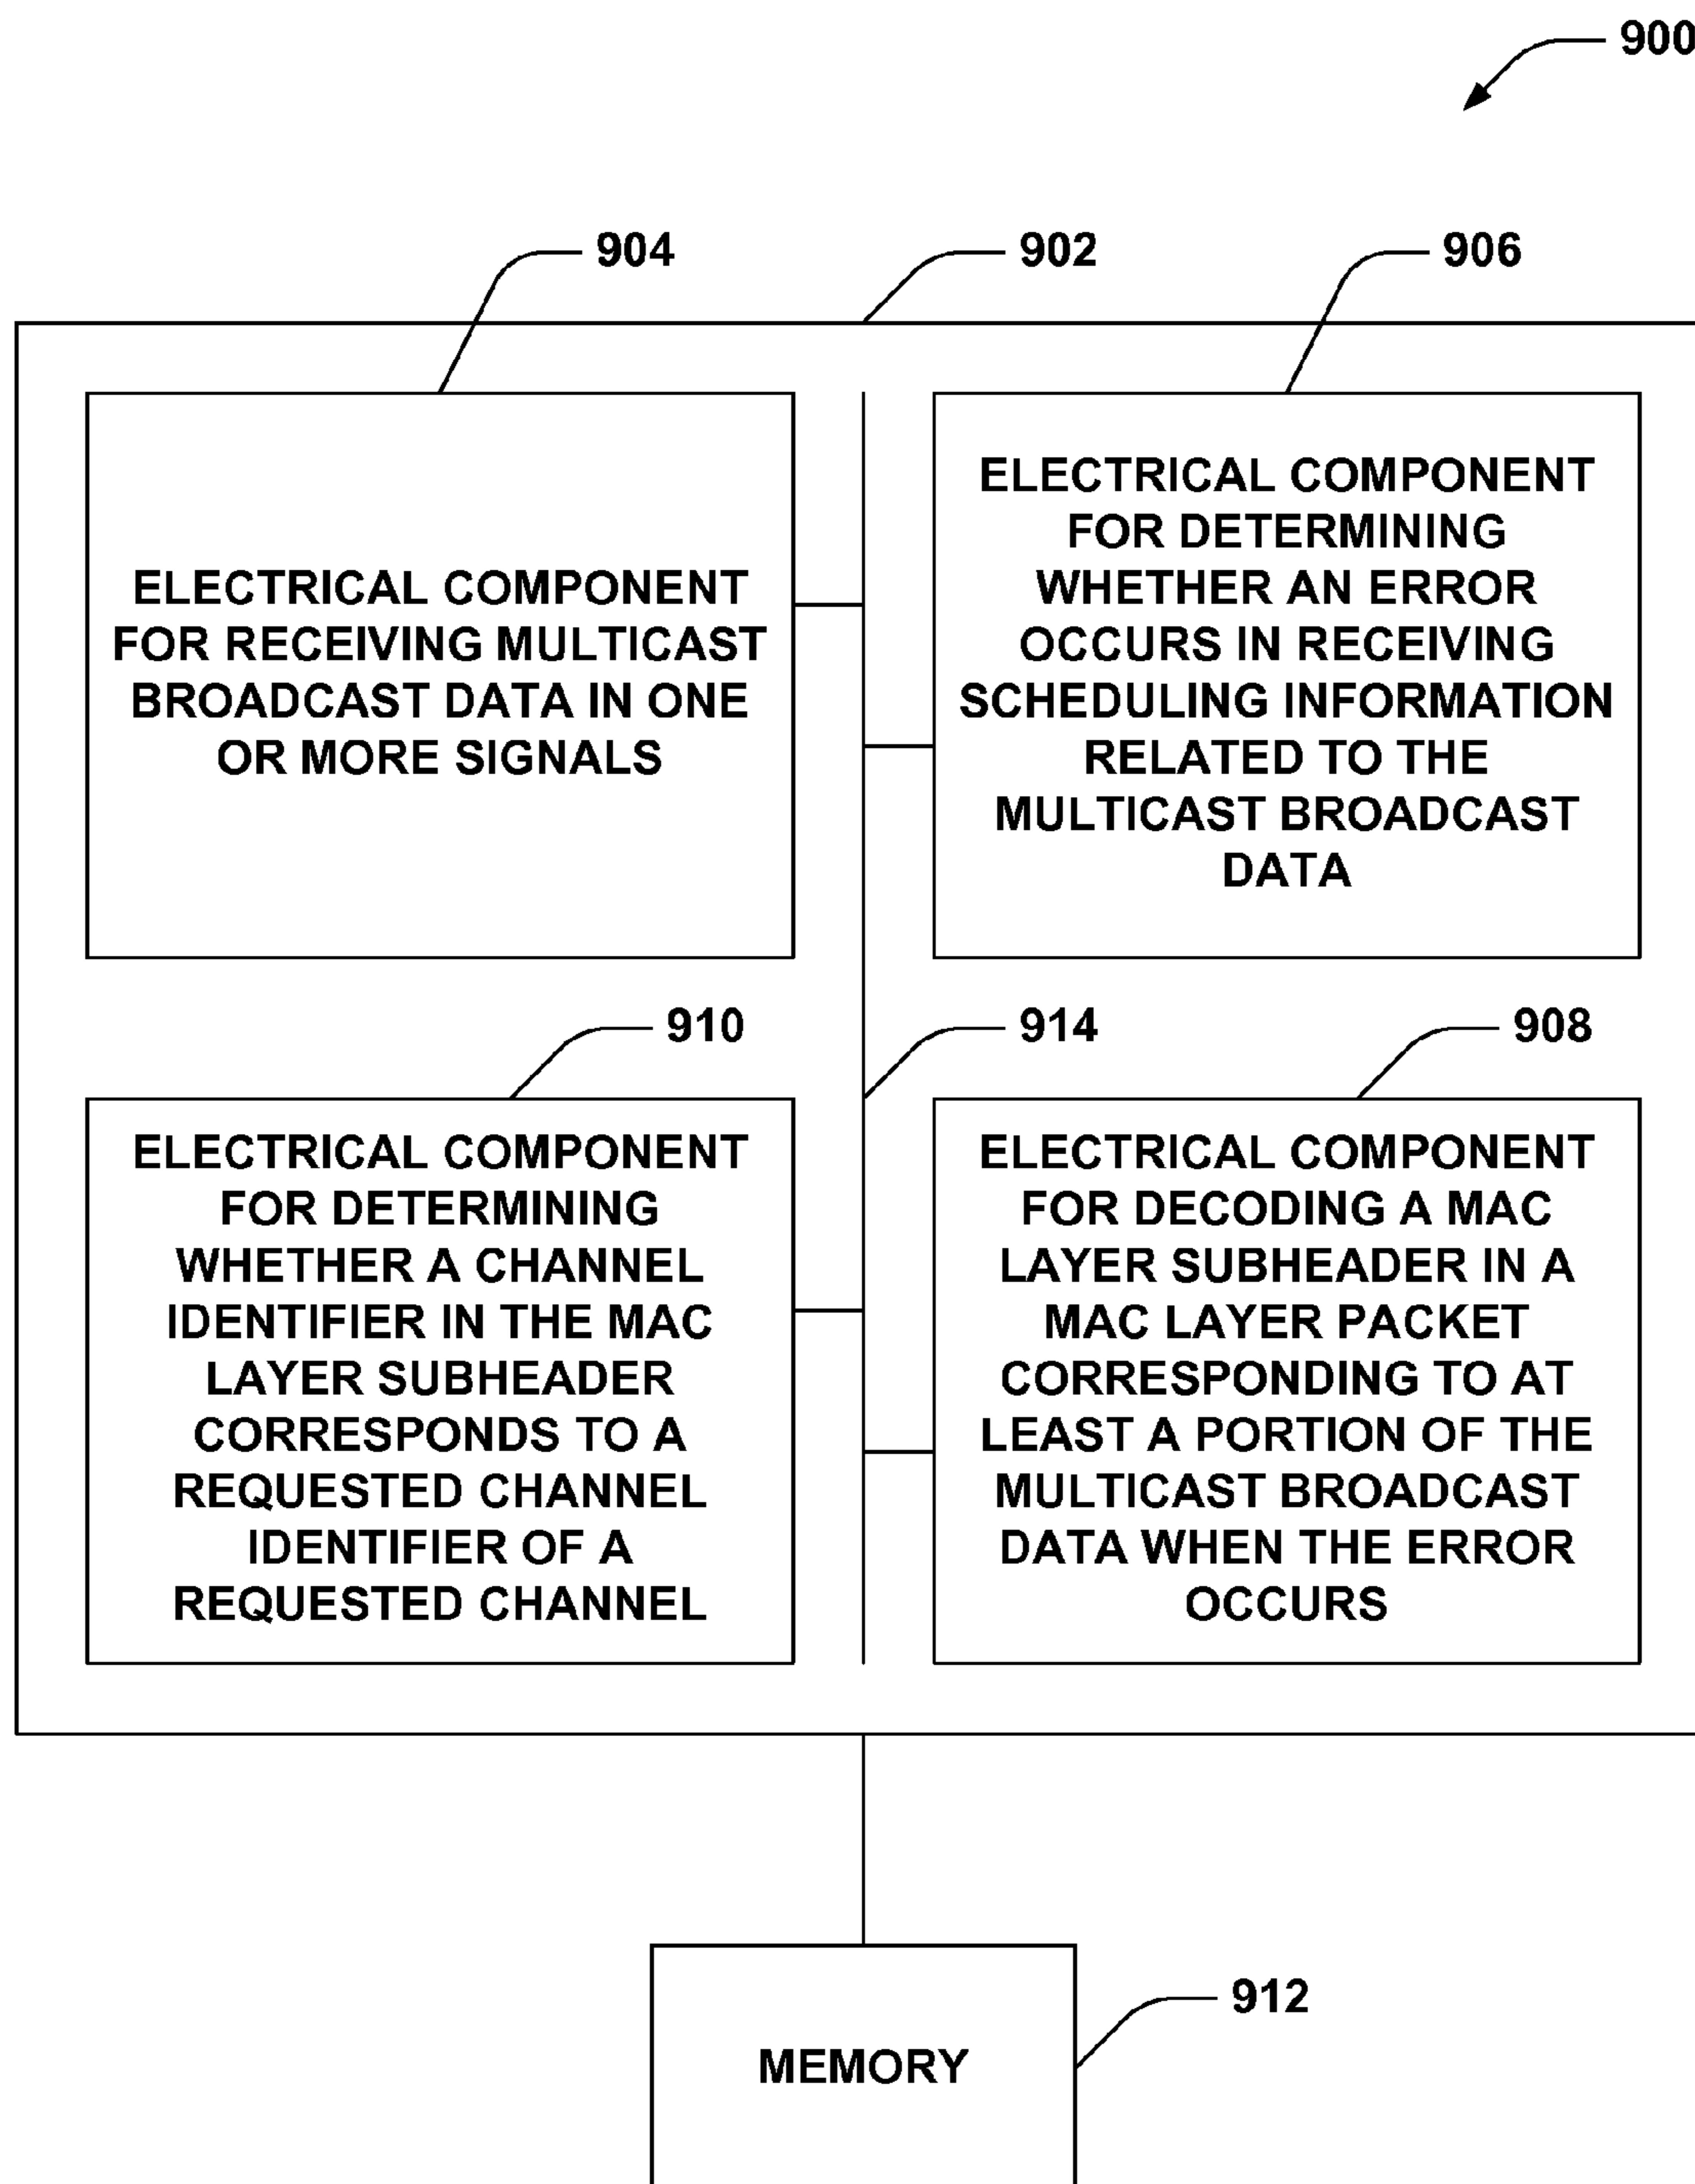 900
904
902
906
ELECTRICAL COMPONENT
FOR RECEIVING MULTICAST
BROADCAST DATA IN ONE
OR MORE SIGNALS
ELECTRICAL COMPONENT
FOR DETERMINING
WHETHER AN ERROR
OCCURS IN RECEIVING
SCHEDULING INFORMATION
RELATED TO THE
MULTICAST BROADCAST
DATA
910
914
908
ELECTRICAL COMPONENT
FOR DETERMINING
WHETHER A CHANNEL
IDENTIFIER IN THE MAC
LAYER SUBHEADER
CORRESPONDS TO A
REQUESTED CHANNEL
IDENTIFIER OF A
REQUESTED CHANNEL
ELECTRICAL COMPONENT
FOR DECODING A MAC
LAYER SUBHEADER IN A
MAC LAYER PACKET
CORRESPONDING TO AT
LEAST A PORTION OF THE
MULTICAST BROADCAST
DATA WHEN THE ERROR
OCCURS
912
MEMORY